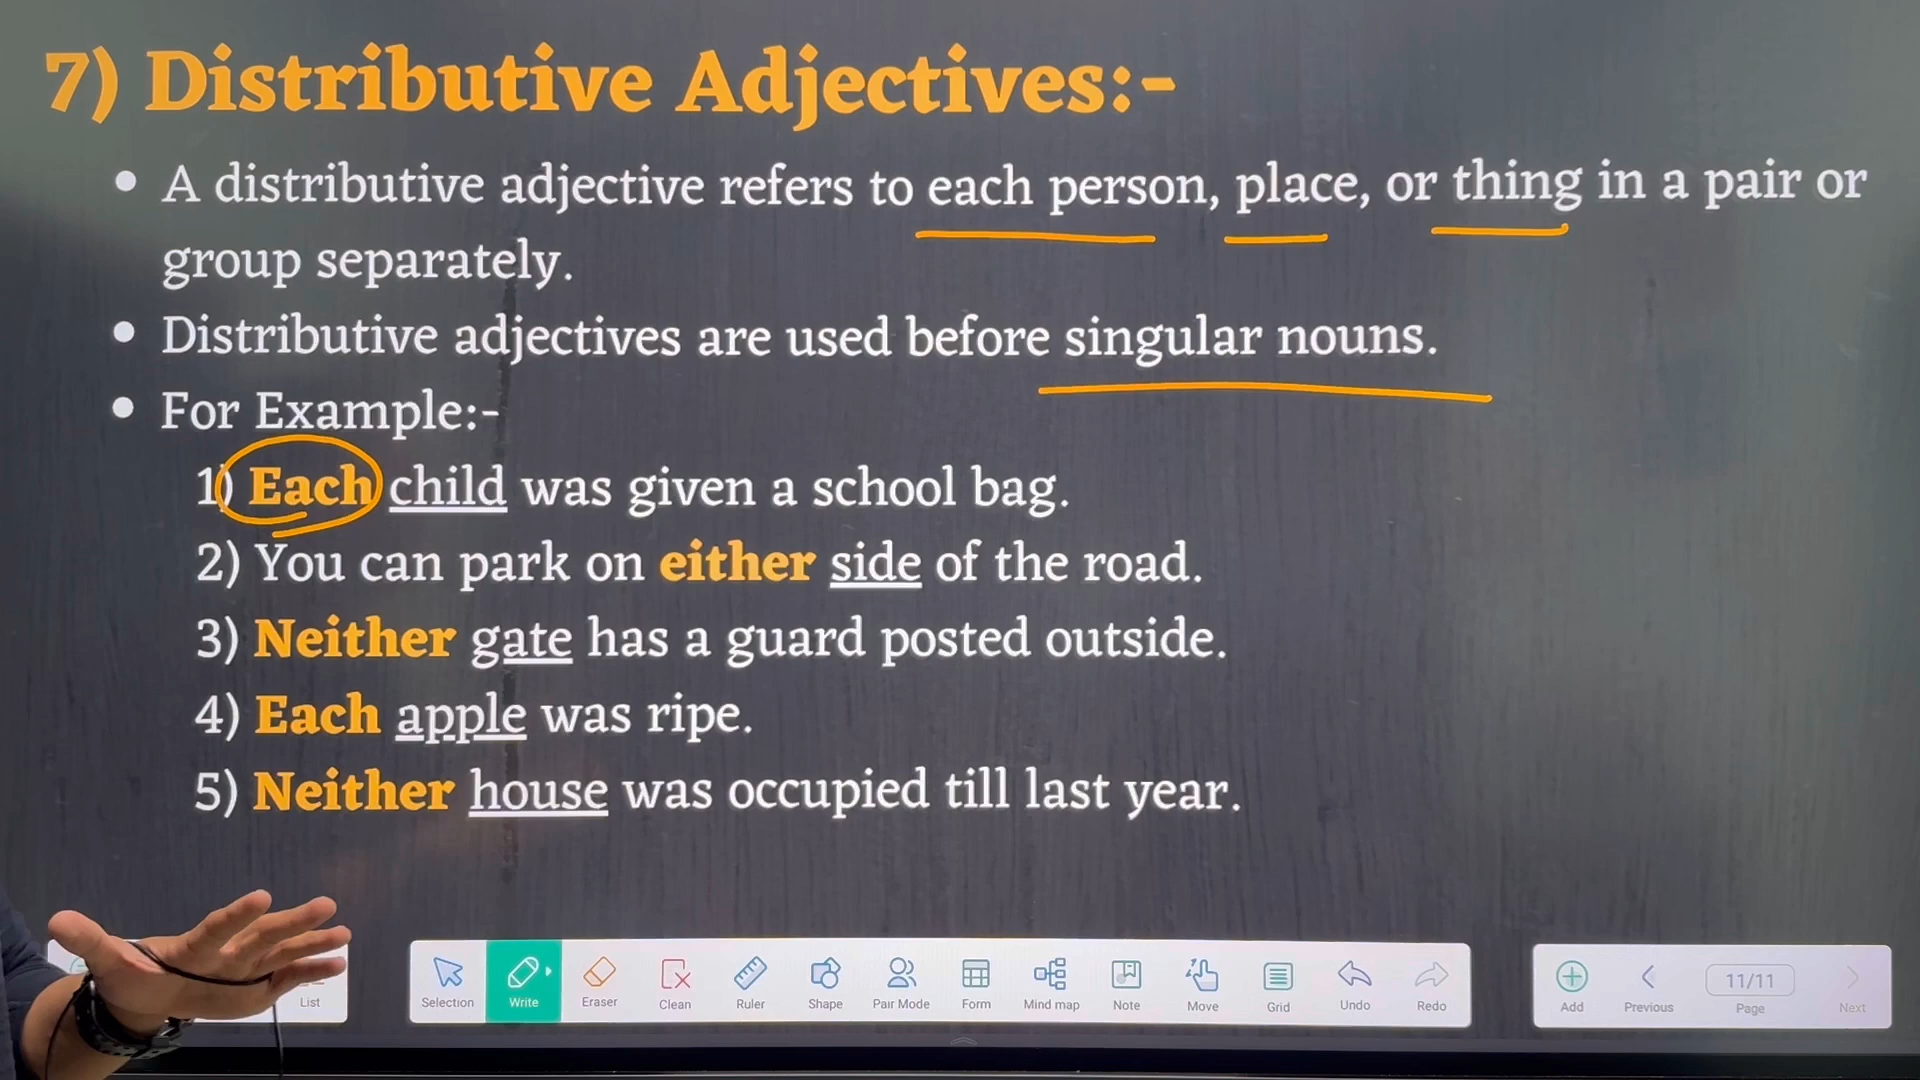 7) Distributive Adjectives:-
• A distributive adjective refers to each person, place, or thing in a pair or
group separately.
• Distributive adjectives are used before singular nouns.
• For Example:-
1) Each child was given a school bag.
2) You can park on either side of the road.
3) Neither gate has a guard posted outside.
4) Each apple was ripe.
5) Neither house was occupied till last year.
List Selection Write Eraser Clean Ruler Shape Pair Mode Form Mind map Note Move Grid Undo Redo Add Previous 11/11 Page Next